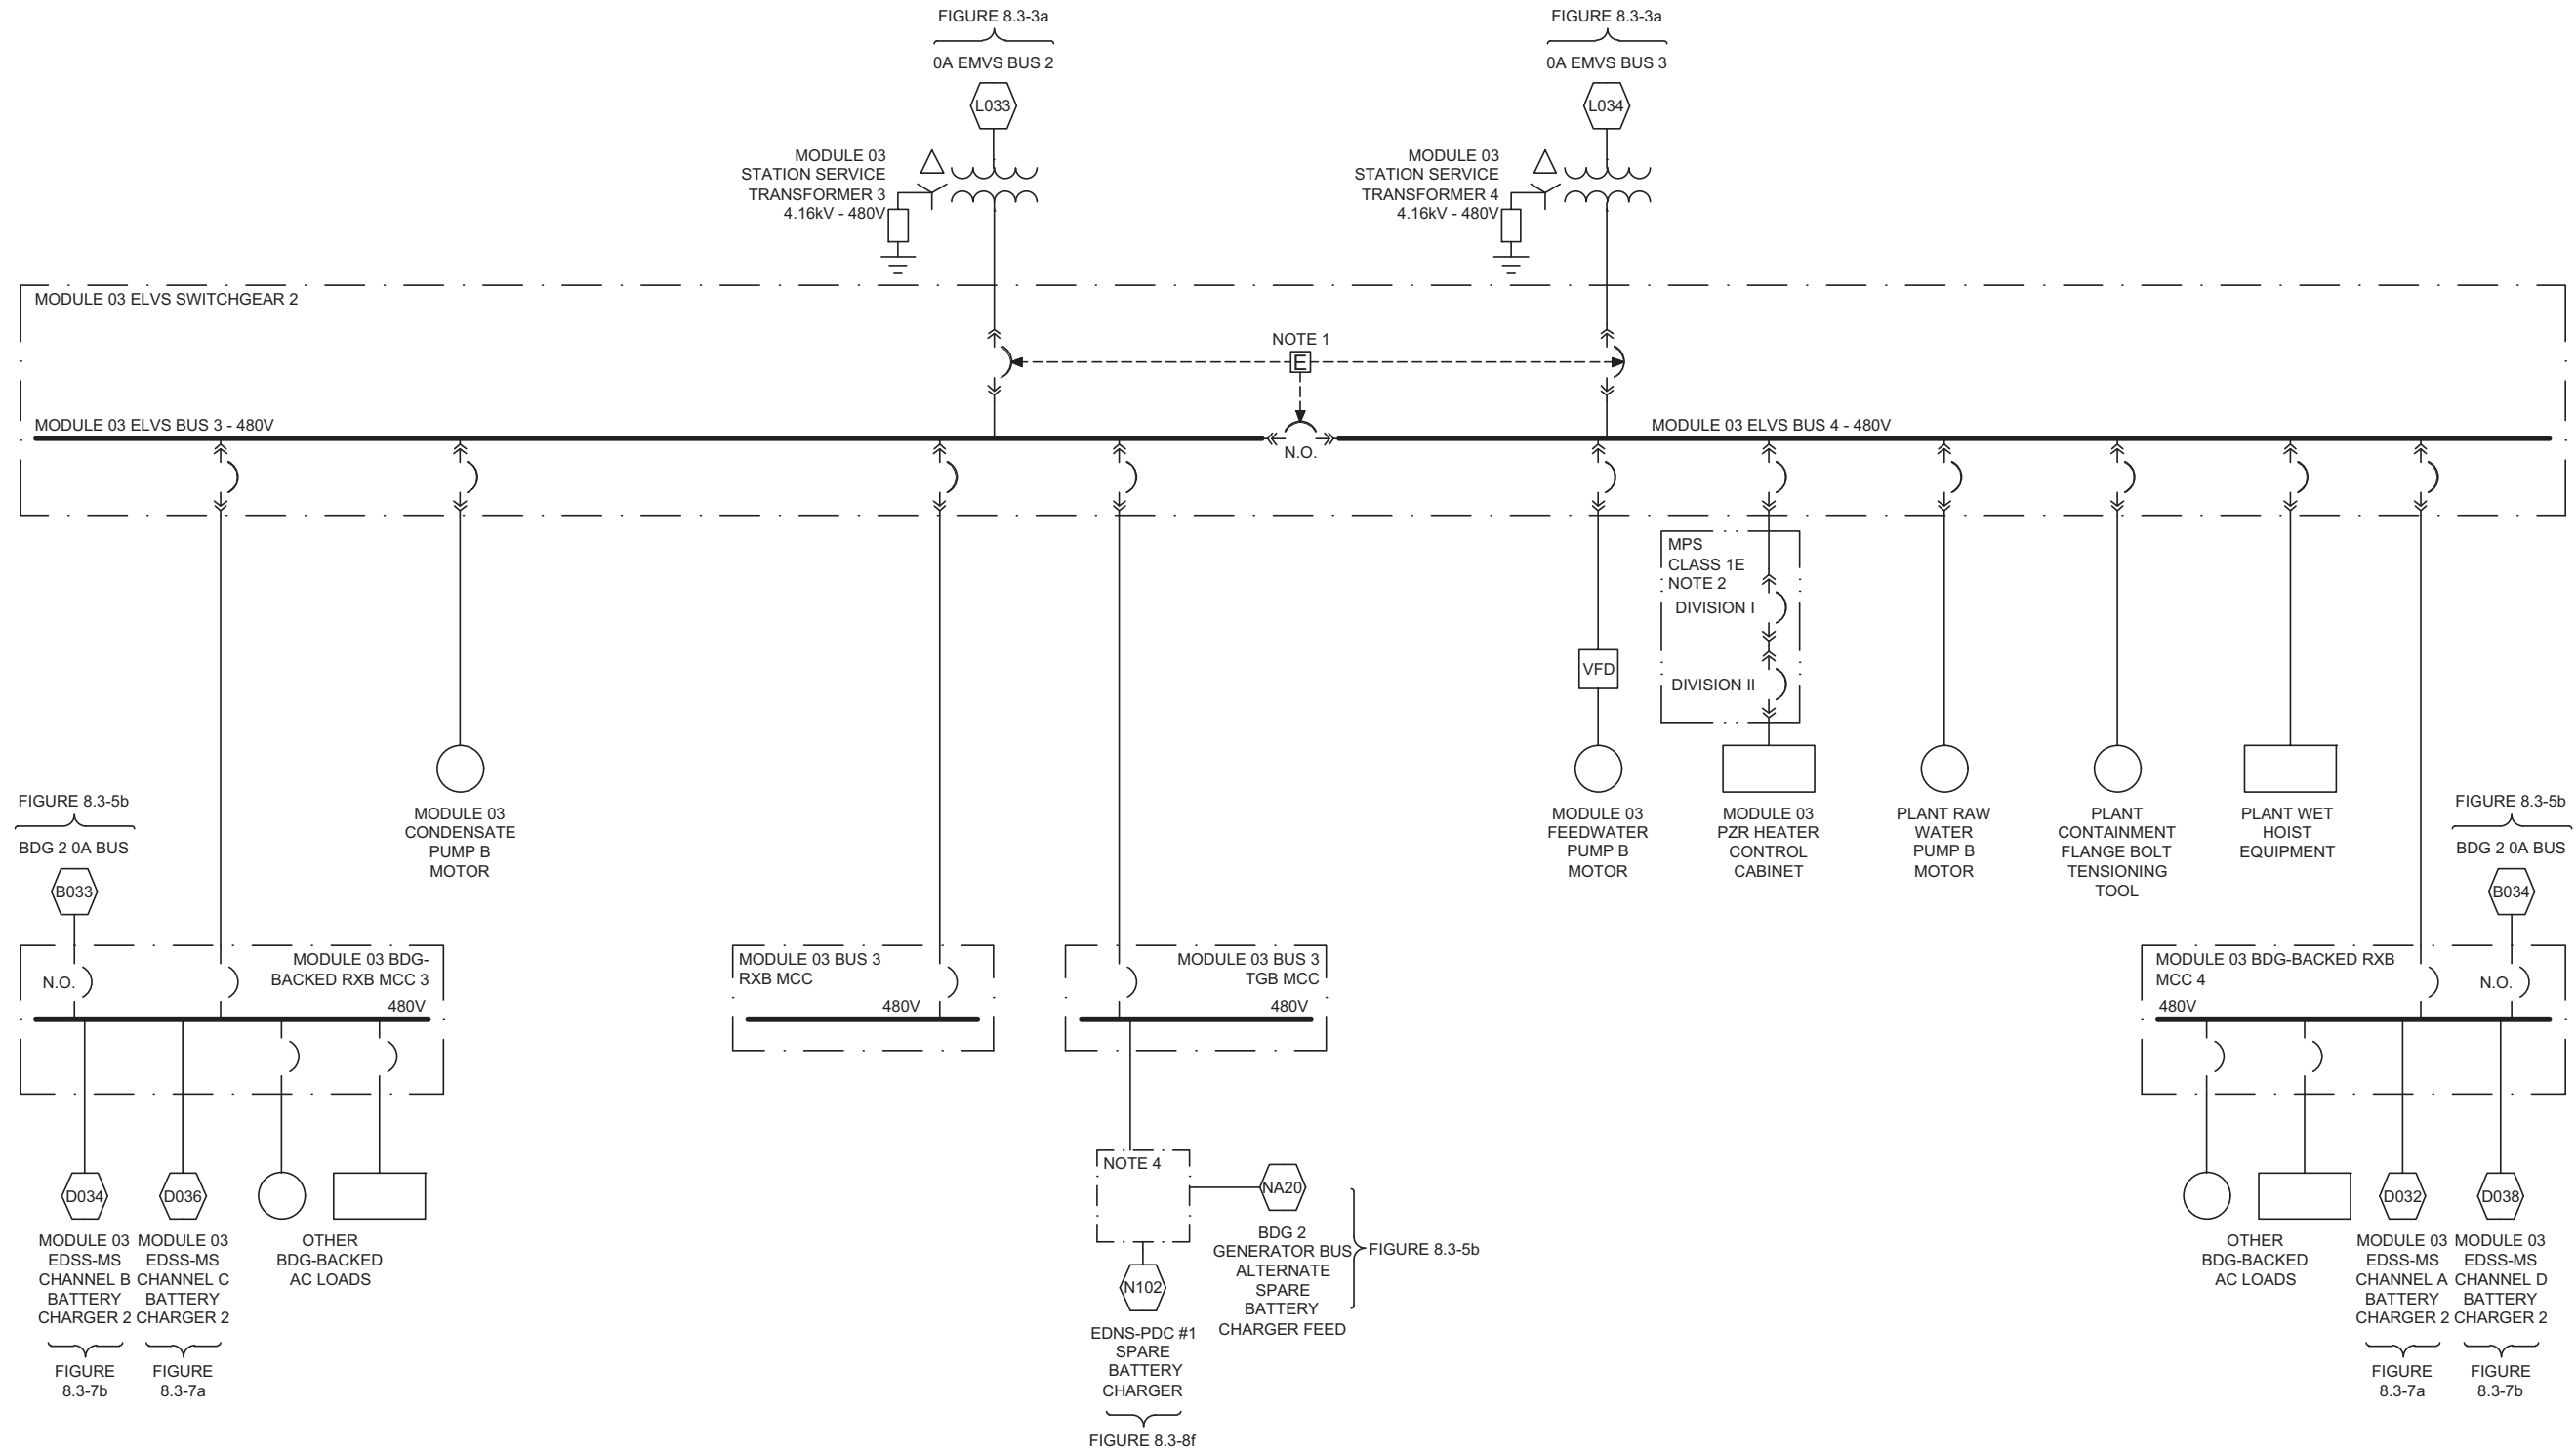 FIGURE 8.3-3a
0A EMVS BUS 2
L033
MODULE 03
STATION SERVICE
TRANSFORMER 3
4.16kV - 480V
FIGURE 8.3-3a
0A EMVS BUS 3
L034
MODULE 03
STATION SERVICE
TRANSFORMER 4
4.16kV - 480V
MODULE 03 ELVS SWITCHGEAR 2
NOTE 1
E
MODULE 03 ELVS BUS 3 - 480V
N.O.
MODULE 03 ELVS BUS 4 - 480V
MPS
CLASS 1E
NOTE 2
DIVISION I
DIVISION II
VFD
MODULE 03
CONDENSATE
PUMP B
MOTOR
MODULE 03
FEEDWATER
PUMP B
MOTOR
MODULE 03
PZR HEATER
CONTROL
CABINET
PLANT RAW
WATER
PUMP B
MOTOR
PLANT
CONTAINMENT
FLANGE BOLT
TENSIONING
TOOL
PLANT WET
HOIST
EQUIPMENT
FIGURE 8.3-5b
BDG 2 0A BUS
B033
N.O.
MODULE 03 BDG-
BACKED RXB MCC 3
480V
MODULE 03 BUS 3
RXB MCC
480V
MODULE 03 BUS 3
TGB MCC
480V
FIGURE 8.3-5b
BDG 2 0A BUS
B034
MODULE 03 BDG-BACKED RXB
MCC 4
N.O.
480V
D034
MODULE 03
EDSS-MS
CHANNEL B
BATTERY
CHARGER 2
FIGURE
8.3-7b
D036
MODULE 03
EDSS-MS
CHANNEL C
BATTERY
CHARGER 2
FIGURE
8.3-7a
OTHER
BDG-BACKED
AC LOADS
NOTE 4
NA20
BDG 2
GENERATOR BUS
ALTERNATE
SPARE
BATTERY
CHARGER FEED
FIGURE 8.3-5b
N102
EDNS-PDC #1
SPARE
BATTERY
CHARGER
FIGURE 8.3-8f
OTHER
BDG-BACKED
AC LOADS
D032
MODULE 03
EDSS-MS
CHANNEL A
BATTERY
CHARGER 2
FIGURE
8.3-7a
D038
MODULE 03
EDSS-MS
CHANNEL D
BATTERY
CHARGER 2
FIGURE
8.3-7b